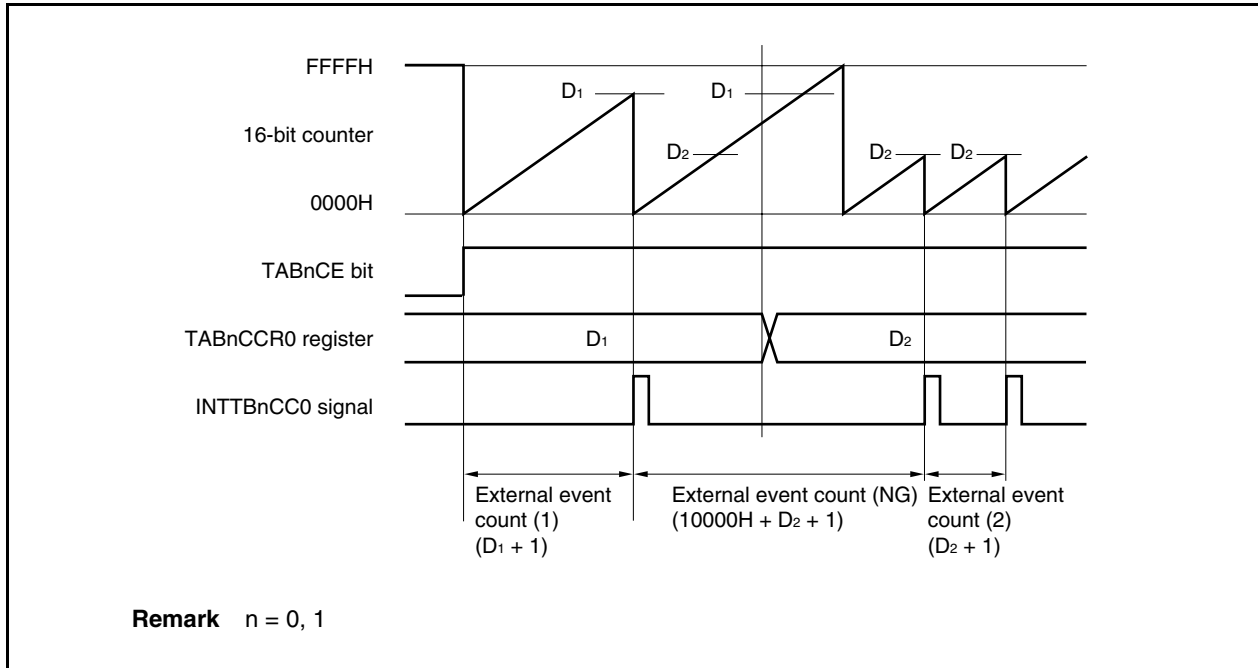 FFFFH
D1
D1
16-bit counter
D2
D2
D2
0000H
TABnCE bit
TABnCCR0 register
D1
D2
INTTBnCC0 signal
External event
count (1)
(D1 + 1)
External event count (NG)
(10000H + D2 + 1)
External event
count (2)
(D2 + 1)
Remark n = 0, 1